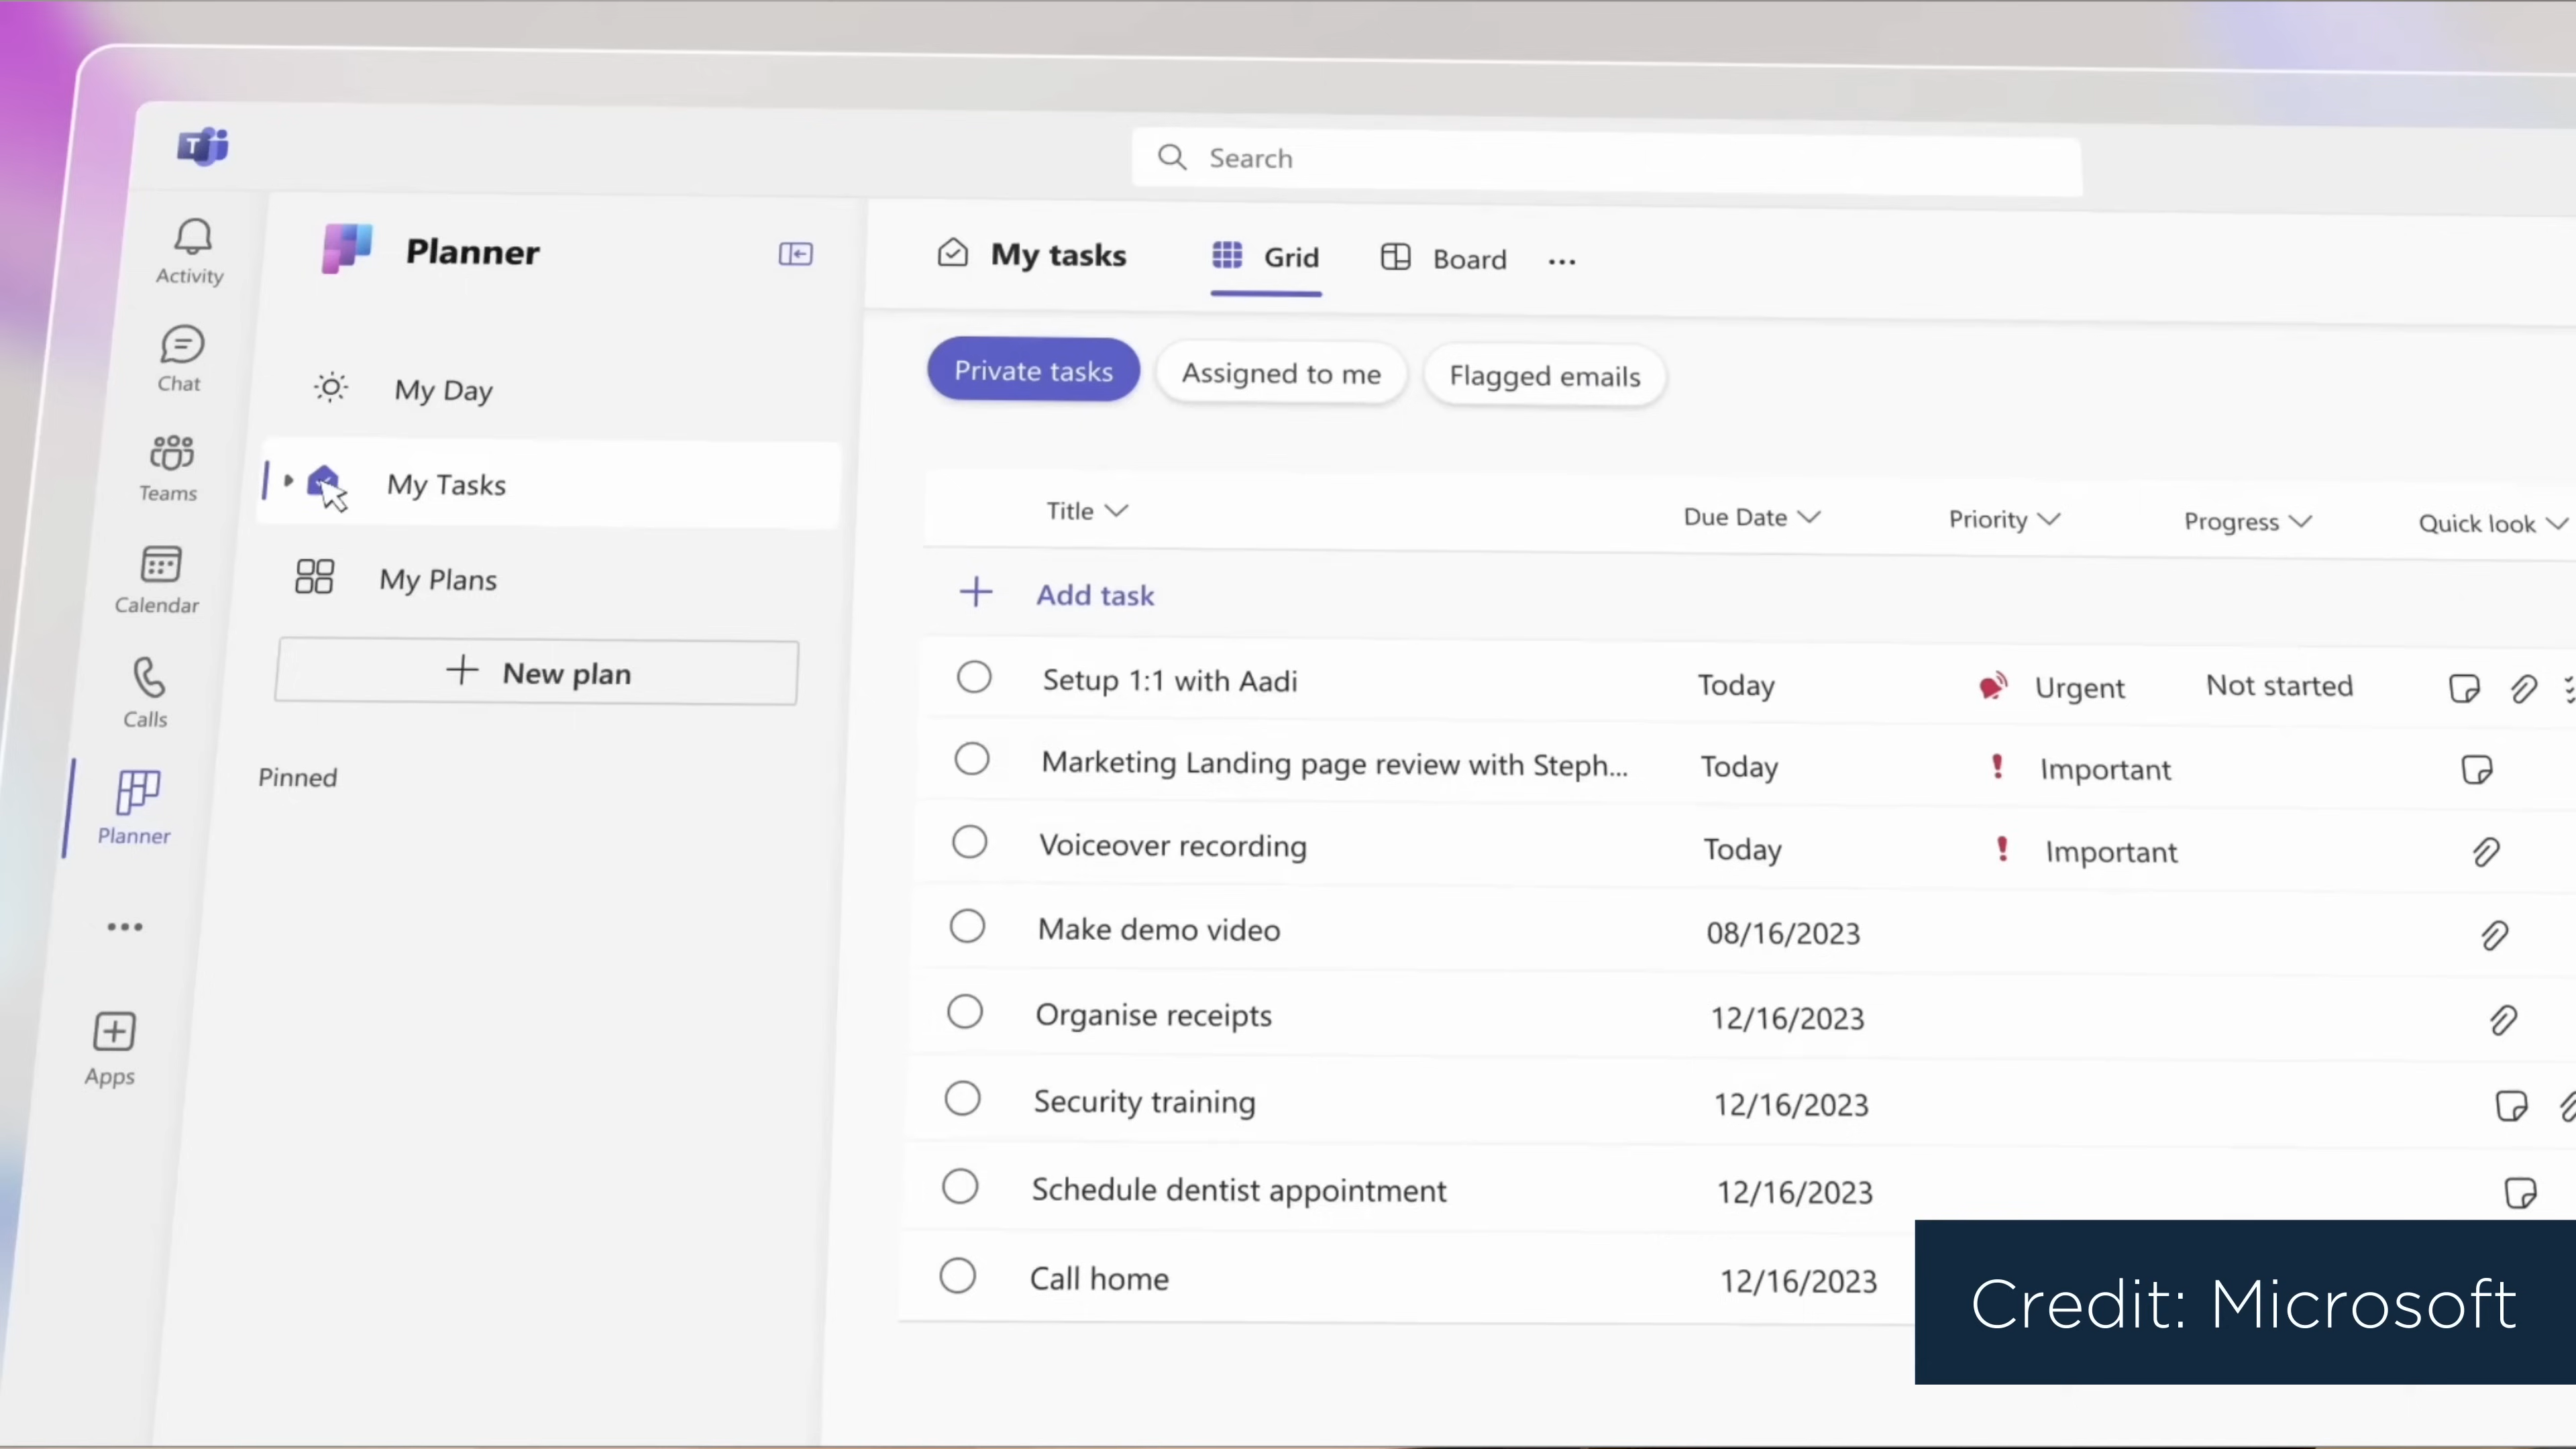 T
Search
Activity
Chat
Teams
Calendar
Calls
Planner
Apps
Planner
My Day
My Tasks
My Plans
New plan
Pinned
My tasks
Grid
Board
Private tasks
Assigned to me
Flagged emails
Title Due Date Priority Progress Quick look
Add task
Setup 1:1 with Aadi Today Urgent Not started
Marketing Landing page review with Steph... Today Important
Voiceover recording Today Important
Make demo video 08/16/2023
Organise receipts 12/16/2023
Security training 12/16/2023
Schedule dentist appointment 12/16/2023
Call home 12/16/2023
Credit: Microsoft